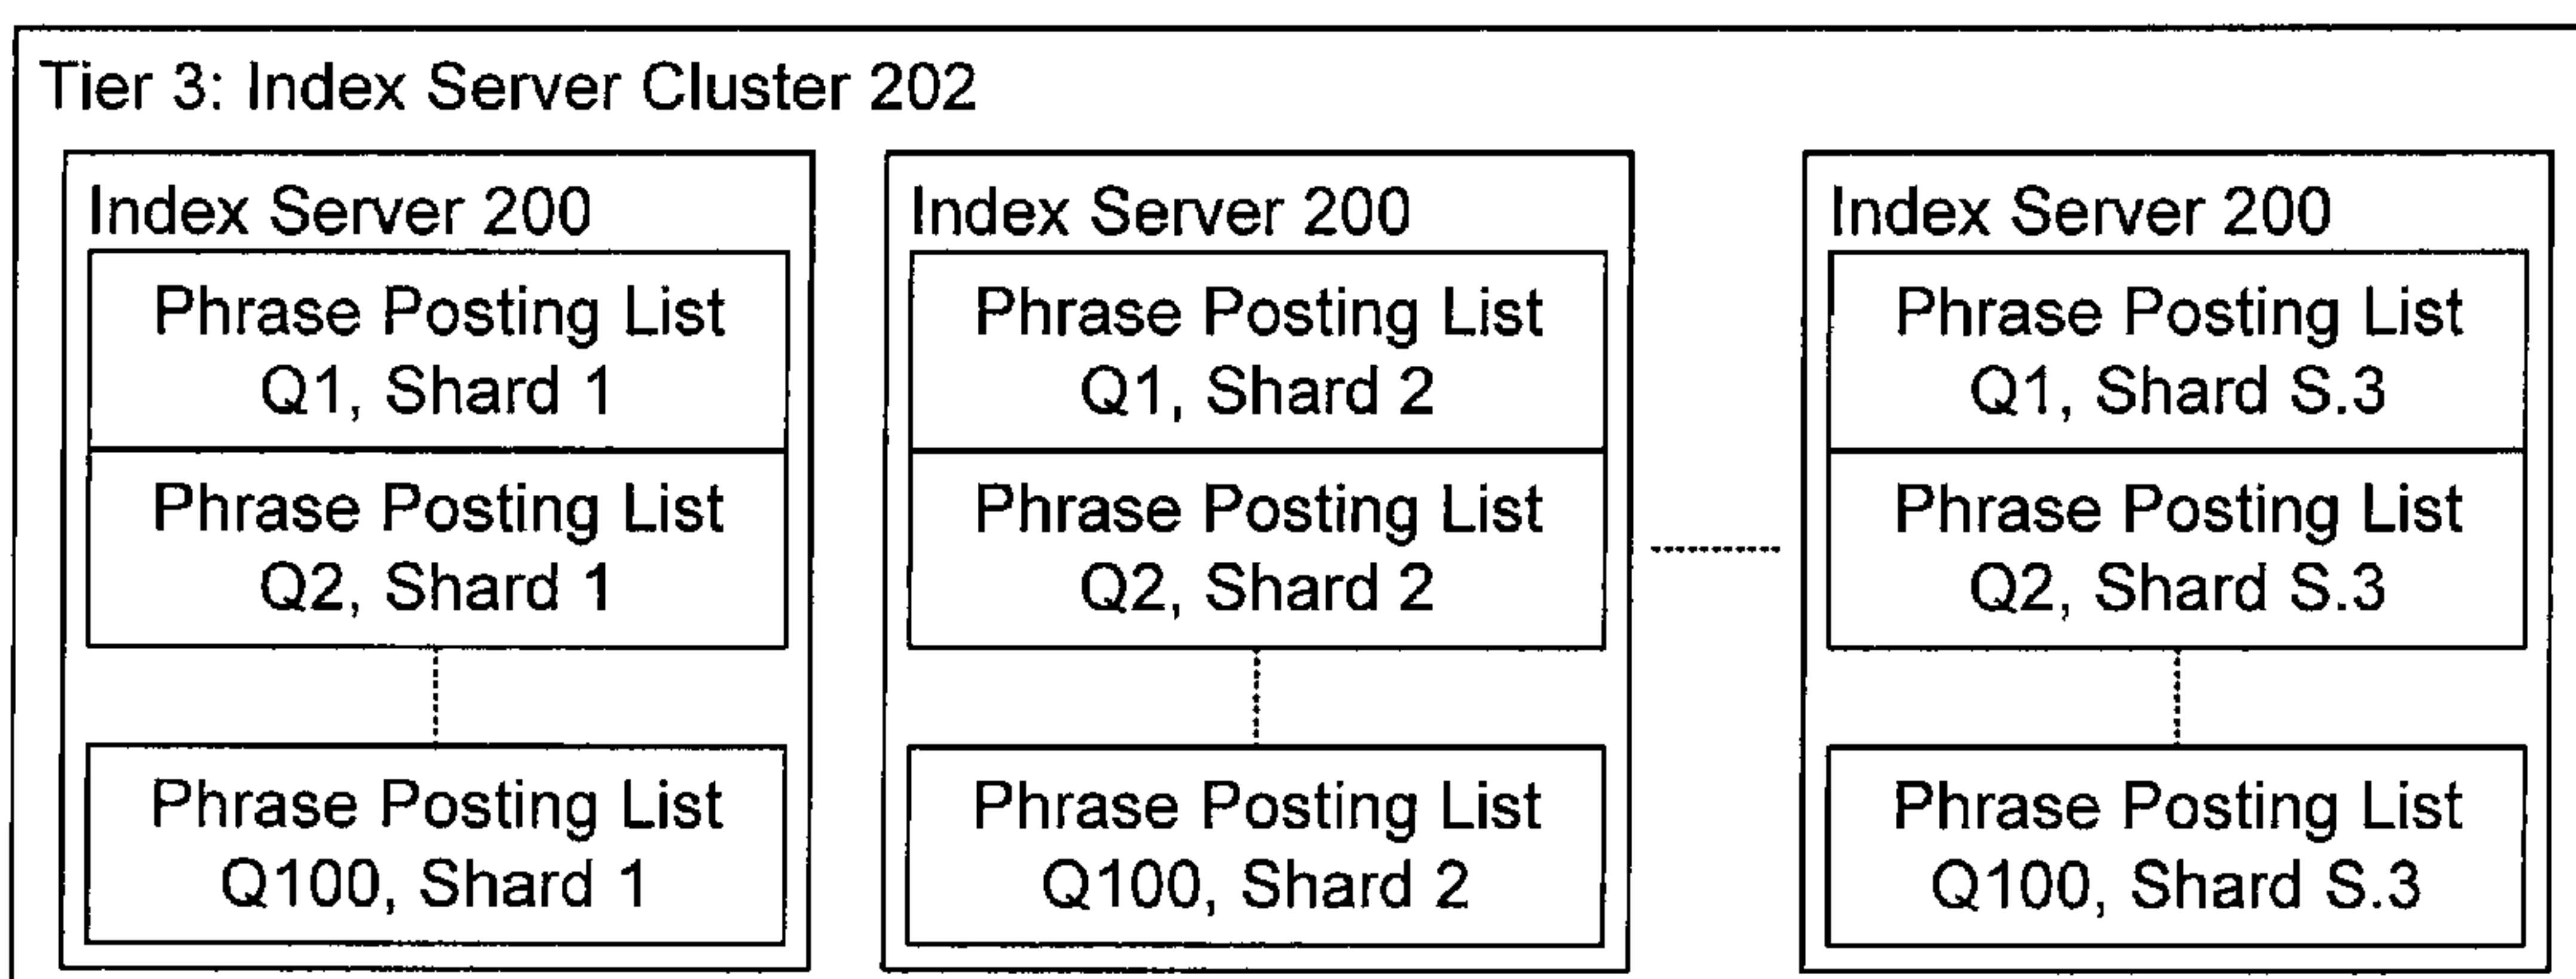 Tier 3: Index Server Cluster 202
Index Server 200
Phrase Posting List
Q1, Shard 1
Phrase Posting List
Q2, Shard 1
Phrase Posting List
Q100, Shard 1
Index Server 200
Phrase Posting List
Q1, Shard 2
Phrase Posting List
Q2, Shard 2
Phrase Posting List
Q100, Shard 2
Index Server 200
Phrase Posting List
Q1, Shard S.3
Phrase Posting List
Q2, Shard S.3
Phrase Posting List
Q100, Shard S.3